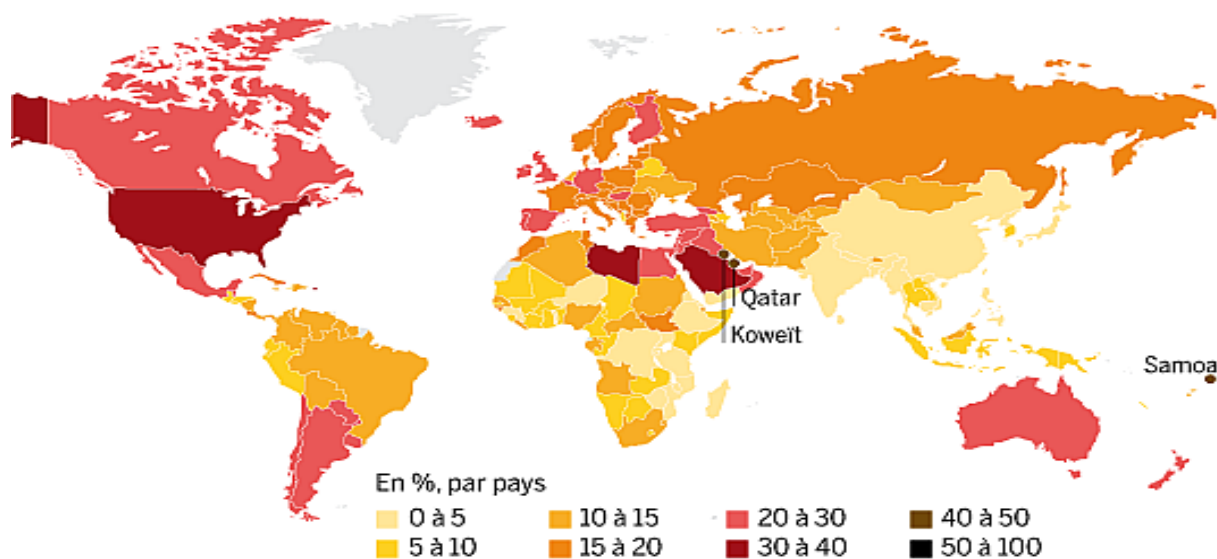 Qatar
Koweït
Samoa
En %, par pays
0 à 5
10 à 15
20 à 30
40 à 50
5 à 10
15 à 20
30 à 40
50 à 100